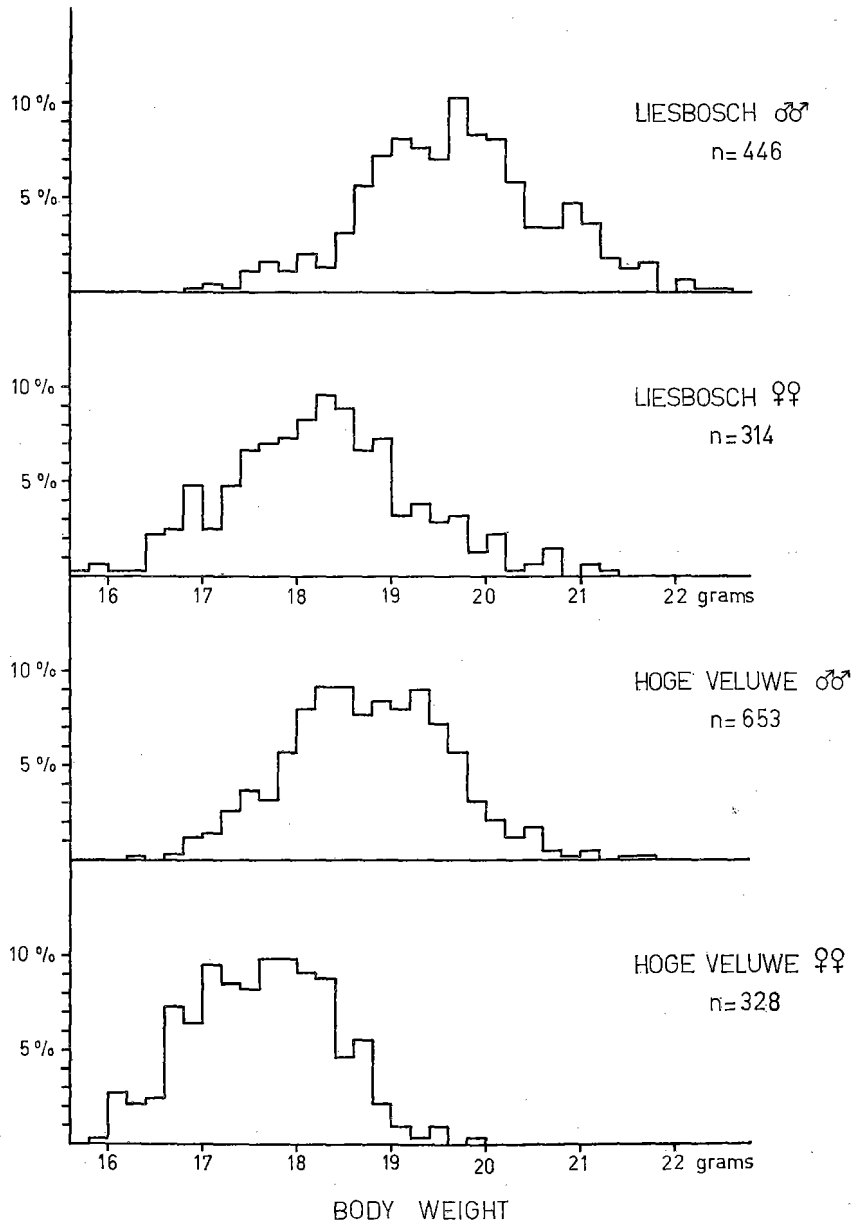 10 %
5 %
LIESBOSCH ♂♂
n=446
10 %
5 %
LIESBOSCH ♀♀
n=314
16 17 18 19 20 21 22 grams
10 %
5 %
HOGE VELUWE ♂♂
n=653
10 %
5 %
HOGE VELUWE ♀♀
n=328
16 17 18 19 20 21 22 grams
BODY WEIGHT